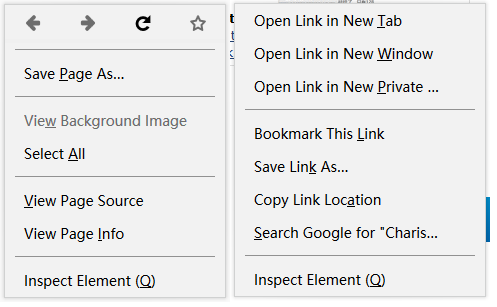 Save Page As...
View Background Image
Select All
View Page Source
View Page Info
Inspect Element (Q)
Open Link in New Tab
Open Link in New Window
Open Link in New Private ...
Bookmark This Link
Save Link As...
Copy Link Location
Search Google for "Charis...
Inspect Element (Q)